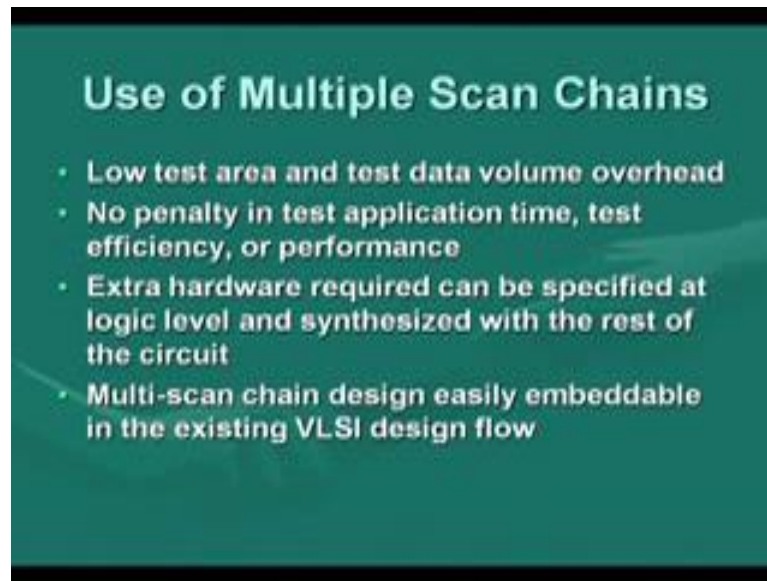 Use of Multiple Scan Chains
• Low test area and test data volume overhead
• No penalty in test application time, test
efficiency, or performance
• Extra hardware required can be specified at
logic level and synthesized with the rest of
the circuit
• Multi-scan chain design easily embeddable
in the existing VLSI design flow